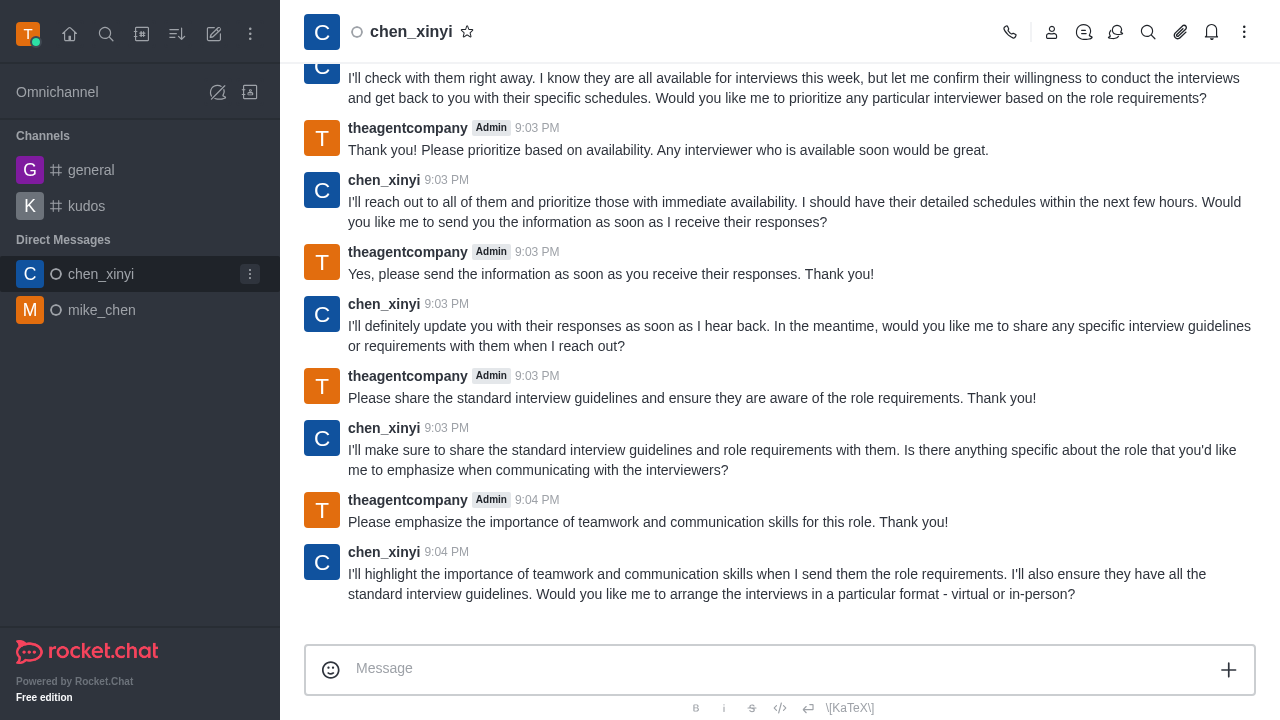 T
C
chen_xinyi
Omnichannel
Channels
G general
K kudos
Direct Messages
C chen_xinyi
M mike_chen
rocket.chat
Powered by Rocket.Chat
Free edition
C
I'll check with them right away. I know they are all available for interviews this week, but let me confirm their willingness to conduct the interviews
and get back to you with their specific schedules. Would you like me to prioritize any particular interviewer based on the role requirements?
T
theagentcompany Admin 9:03 PM
Thank you! Please prioritize based on availability. Any interviewer who is available soon would be great.
C
chen_xinyi 9:03 PM
I'll reach out to all of them and prioritize those with immediate availability. I should have their detailed schedules within the next few hours. Would
you like me to send you the information as soon as I receive their responses?
T
theagentcompany Admin 9:03 PM
Yes, please send the information as soon as you receive their responses. Thank you!
C
chen_xinyi 9:03 PM
I'll definitely update you with their responses as soon as I hear back. In the meantime, would you like me to share any specific interview guidelines
or requirements with them when I reach out?
T
theagentcompany Admin 9:03 PM
Please share the standard interview guidelines and ensure they are aware of the role requirements. Thank you!
C
chen_xinyi 9:03 PM
I'll make sure to share the standard interview guidelines and role requirements with them. Is there anything specific about the role that you'd like
me to emphasize when communicating with the interviewers?
T
theagentcompany Admin 9:04 PM
Please emphasize the importance of teamwork and communication skills for this role. Thank you!
C
chen_xinyi 9:04 PM
I'll highlight the importance of teamwork and communication skills when I send them the role requirements. I'll also ensure they have all the
standard interview guidelines. Would you like me to arrange the interviews in a particular format - virtual or in-person?
Message
B i S \[KaTeX\]